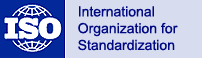 ISO
International
Organization for
Standardization